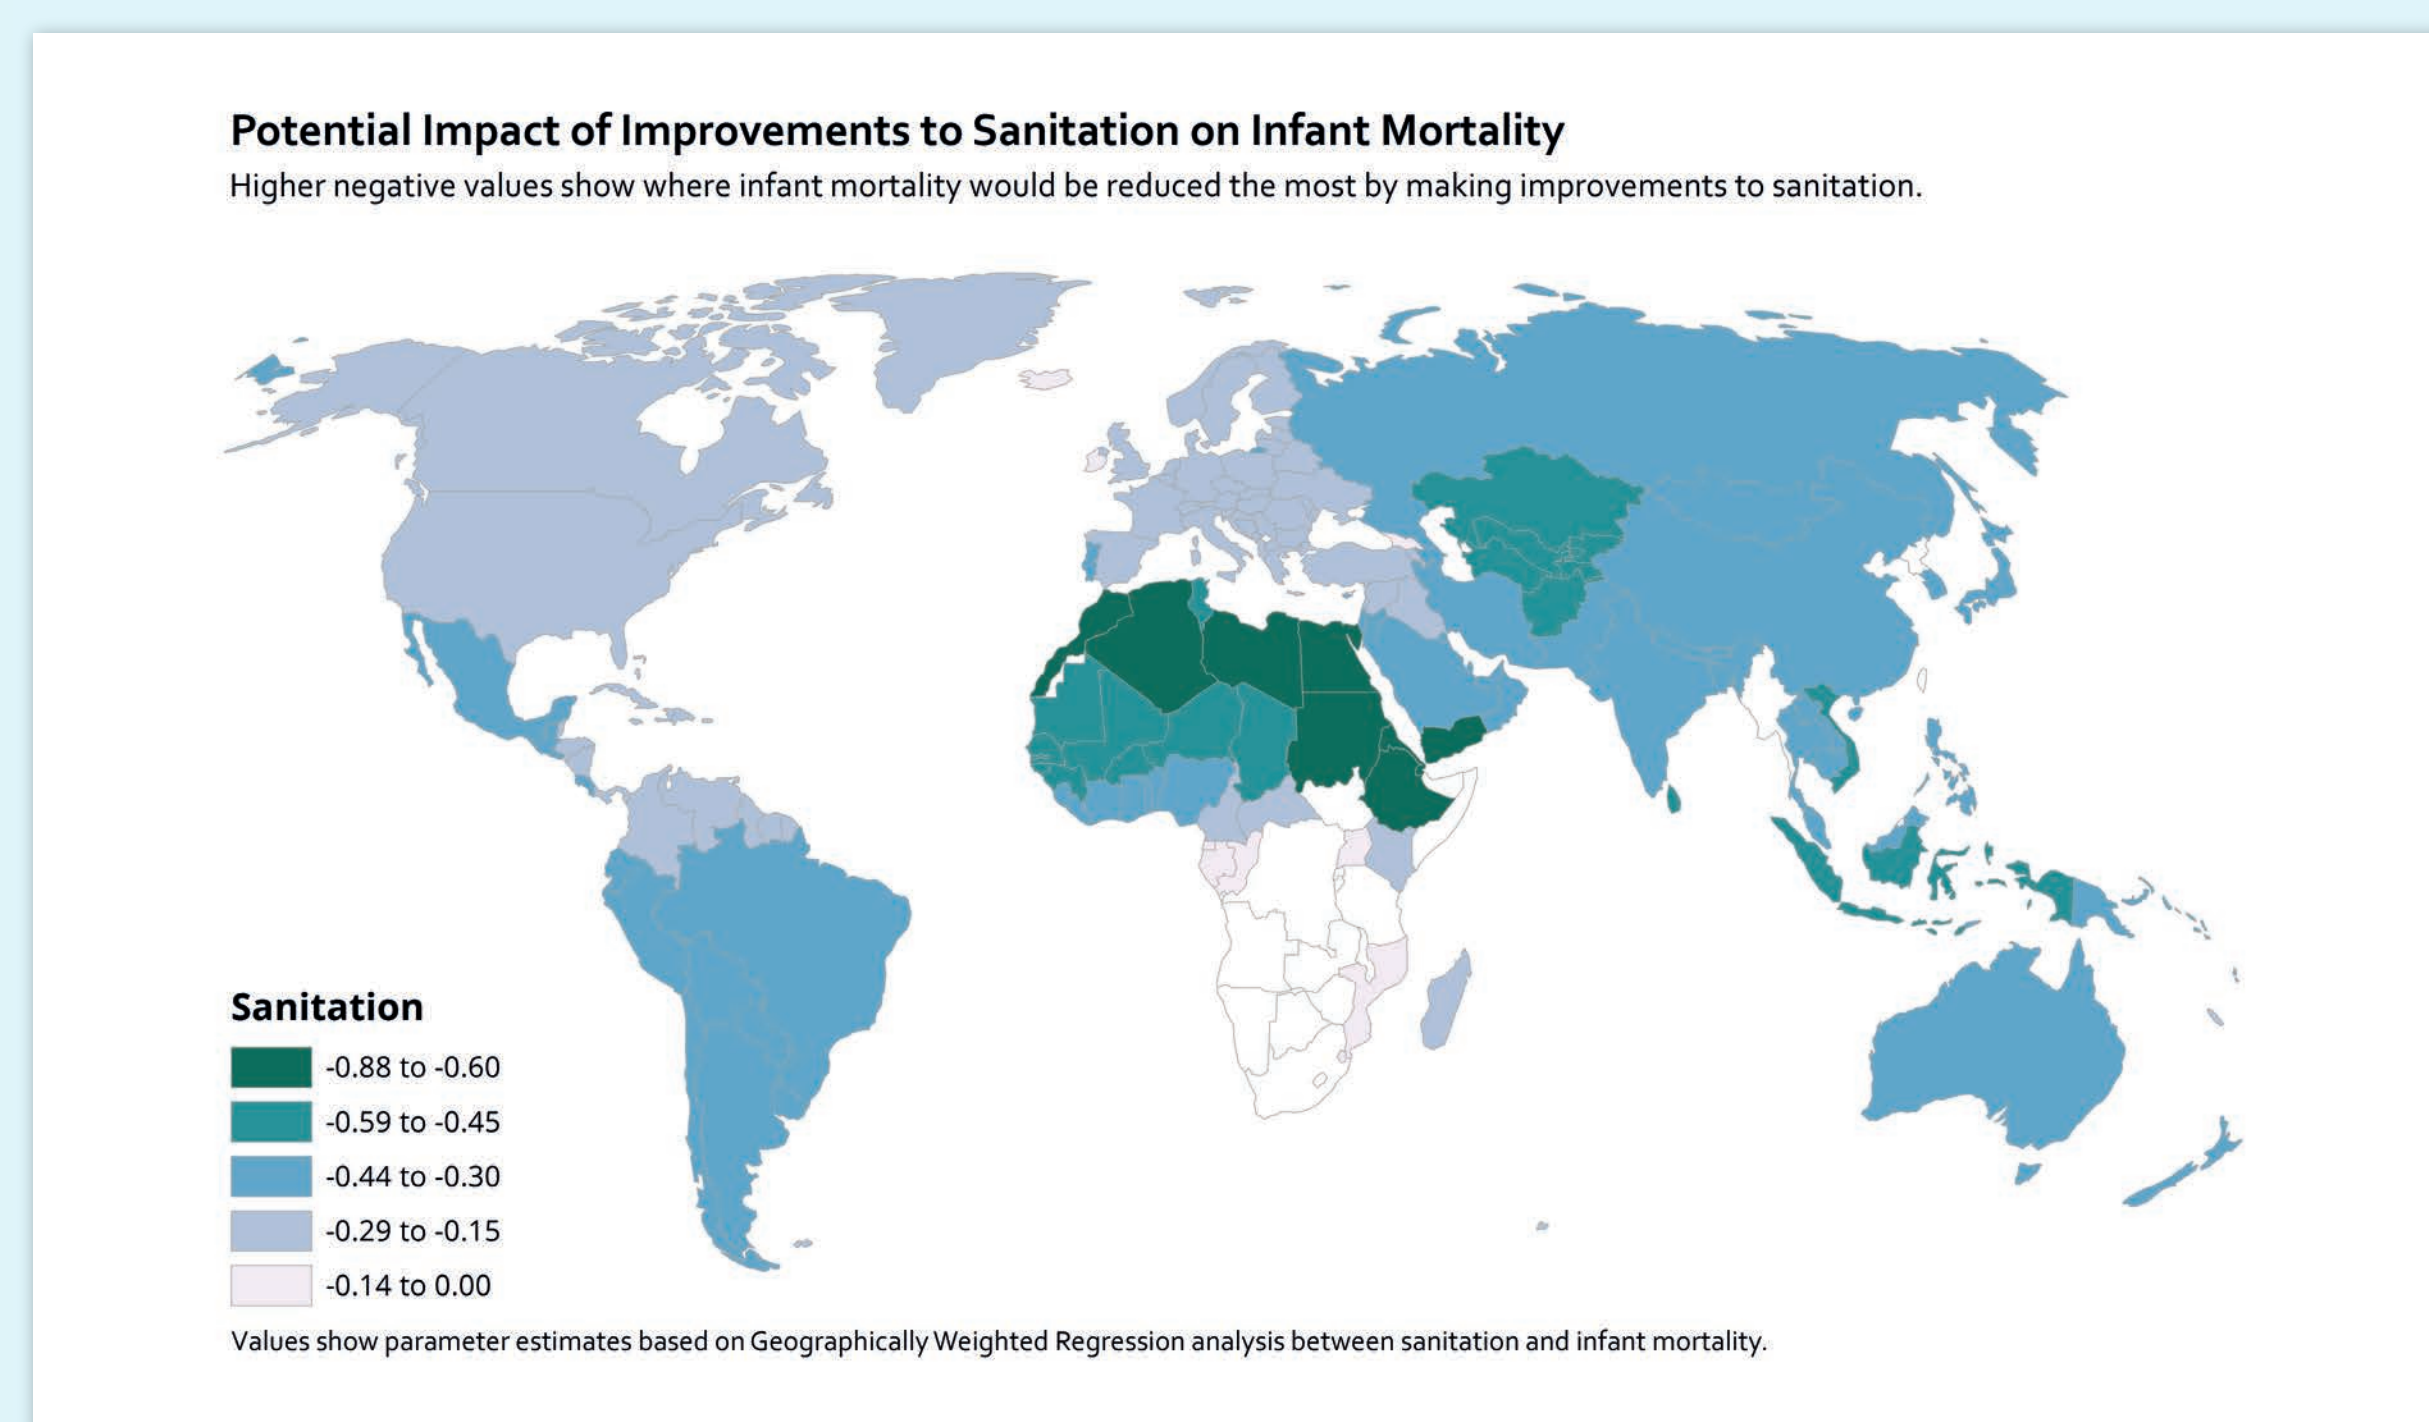 Potential Impact of Improvements to Sanitation on Infant Mortality
Higher negative values show where infant mortality would be reduced the most by making improvements to sanitation.
Sanitation
-0.88 to -0.60
-0.59 to -0.45
-0.44 to -0.30
-0.29 to -0.15
-0.14 to 0.00
Values show parameter estimates based on Geographically Weighted Regression analysis between sanitation and infant mortality.